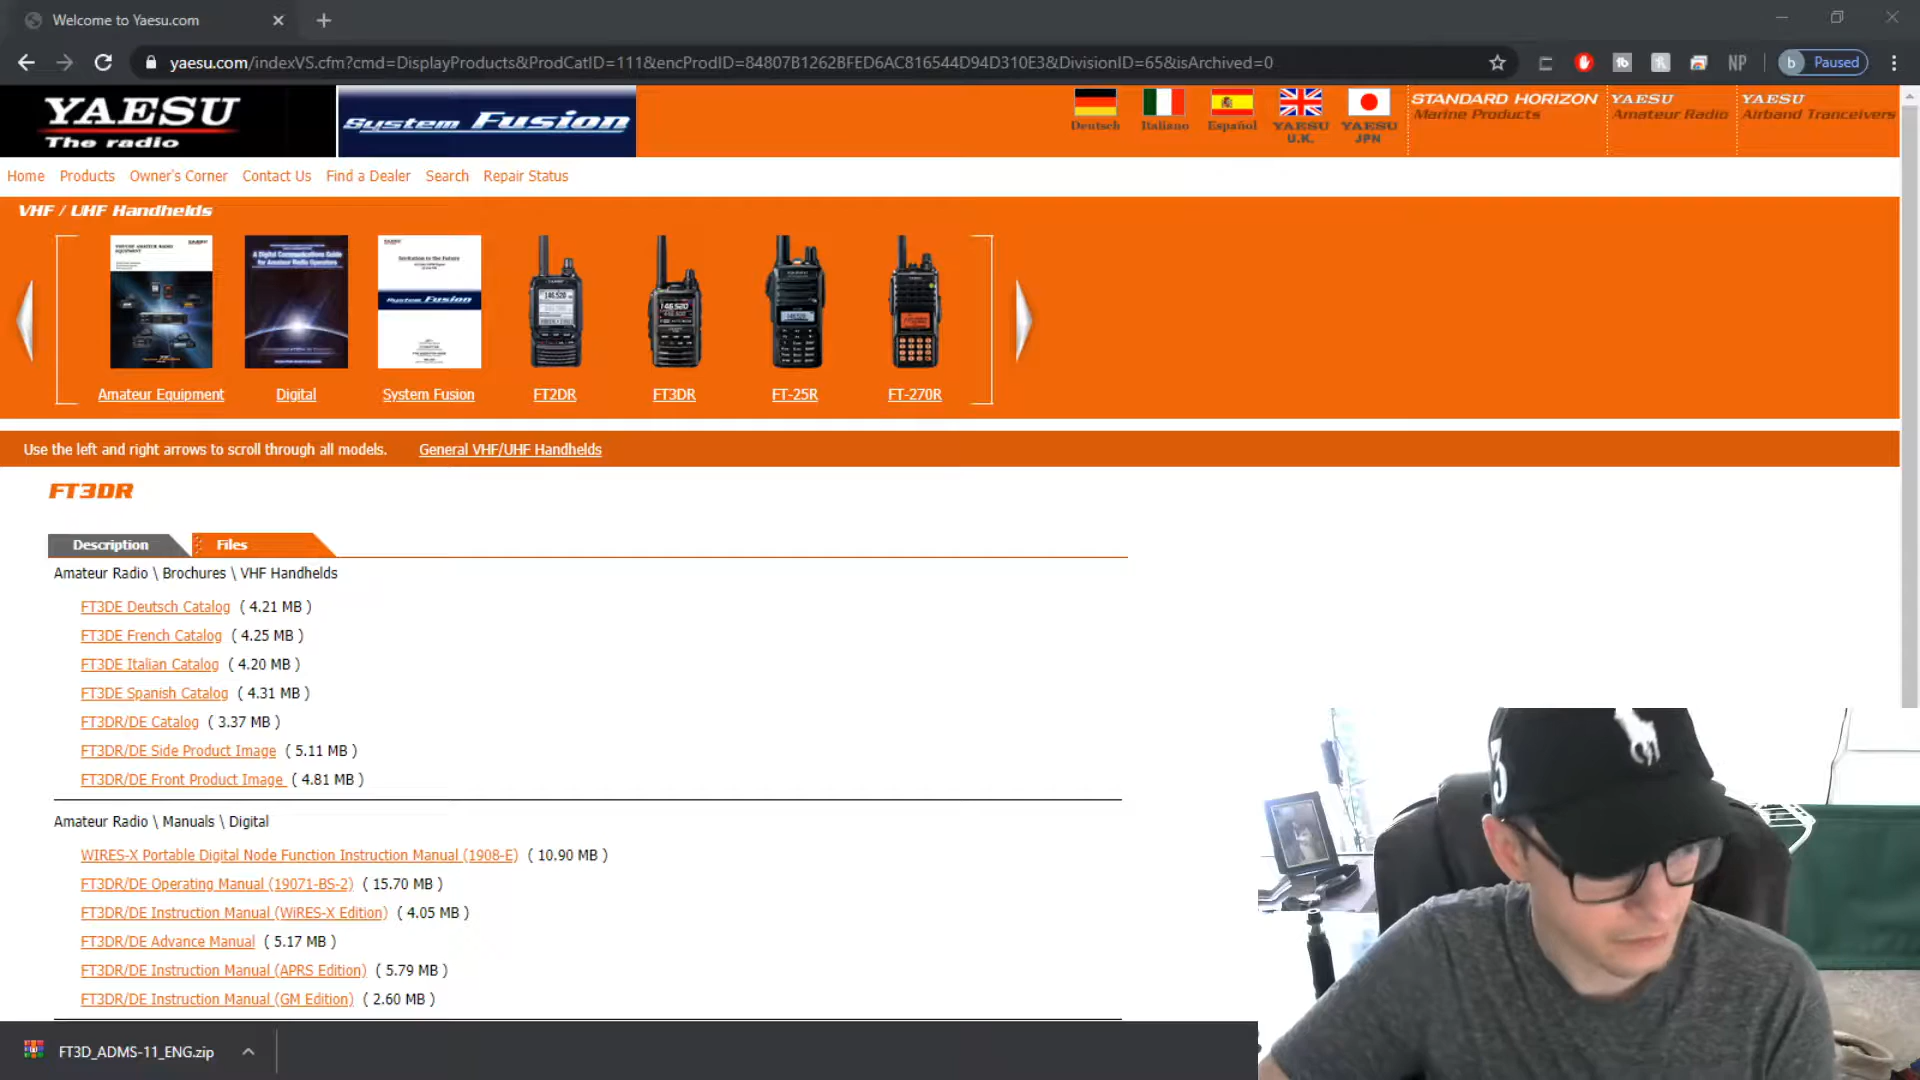 Welcome to Yaesu.com
yaesu.com/indexVS.cfm?cmd=DisplayProducts&ProdCatID=111&encProdID=84807B1262BFED6AC816544D94D310E3&DivisionID=65&isArchived=0
NP
b Paused
YAESU
The radio
System Fusion
Deutsch
Italiano
Español
YAESU U.K.
YAESU JPN
STANDARD HORIZON
Marine Products
YAESU
Amateur Radio
YAESU
Airband Tranceivers
Home Products Owner's Corner Contact Us Find a Dealer Search Repair Status
VHF / UHF Handhelds
A Digital Communications Guide
for Amateur Radio Operators
System Fusion
Amateur Equipment Digital System Fusion FT2DR FT3DR FT-25R FT-270R
Use the left and right arrows to scroll through all models. General VHF/UHF Handhelds
FT3DR
Description Files
Amateur Radio \ Brochures \ VHF Handhelds
FT3DE Deutsch Catalog ( 4.21 MB )
FT3DE French Catalog ( 4.25 MB )
FT3DE Italian Catalog ( 4.20 MB )
FT3DE Spanish Catalog ( 4.31 MB )
FT3DR/DE Catalog ( 3.37 MB )
FT3DR/DE Side Product Image ( 5.11 MB )
FT3DR/DE Front Product Image ( 4.81 MB )
Amateur Radio \ Manuals \ Digital
WIRES-X Portable Digital Node Function Instruction Manual (1908-E) ( 10.90 MB )
FT3DR/DE Operating Manual (19071-BS-2) ( 15.70 MB )
FT3DR/DE Instruction Manual (WiRES-X Edition) ( 4.05 MB )
FT3DR/DE Advance Manual ( 5.17 MB )
FT3DR/DE Instruction Manual (APRS Edition) ( 5.79 MB )
FT3DR/DE Instruction Manual (GM Edition) ( 2.60 MB )
FT3D_ADMS-11_ENG.zip